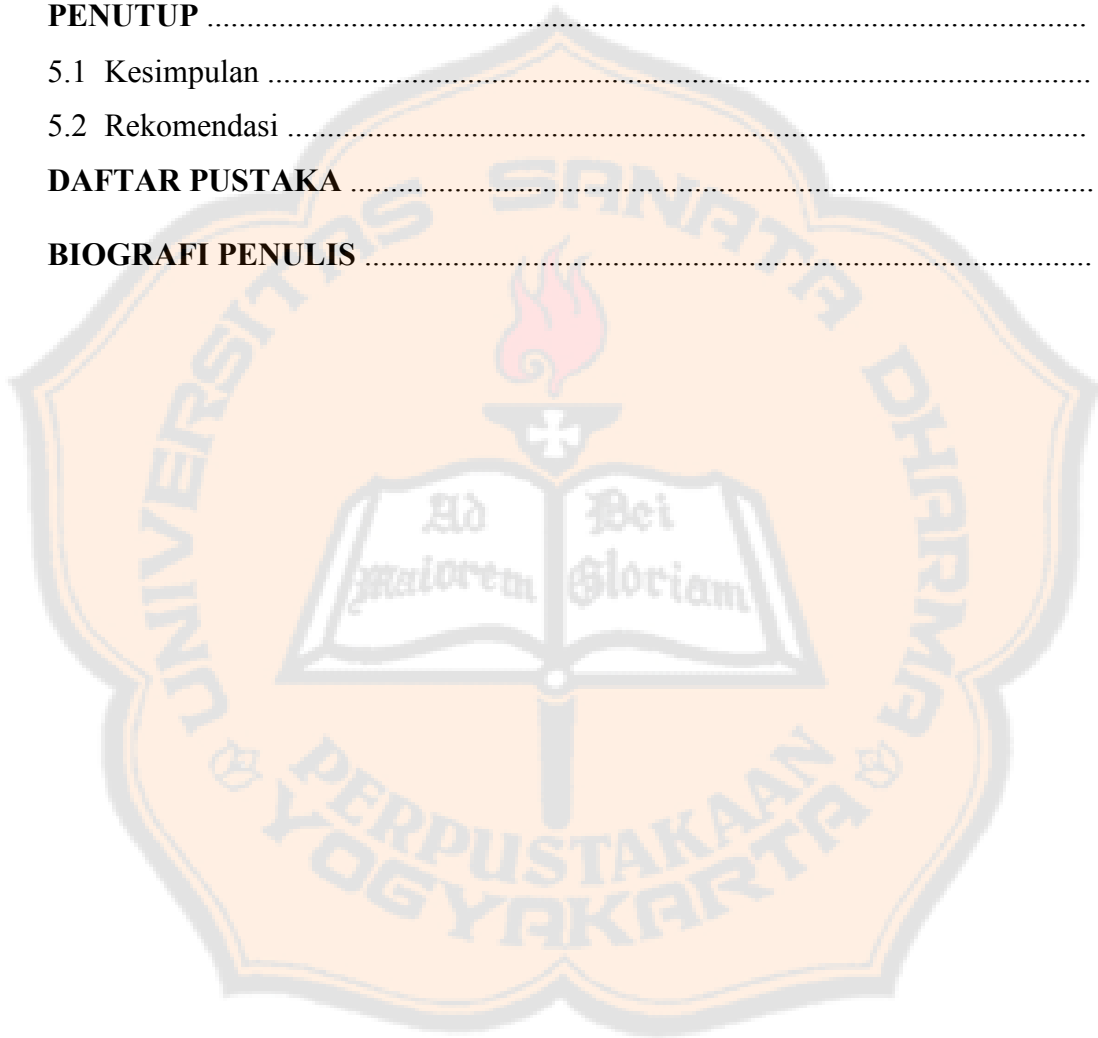 PENUTUP ........................................................................................................
5.1 Kesimpulan ..................................................................................................
5.2 Rekomendasi ...............................................................................................
DAFTAR PUSTAKA .........................................................................................
BIOGRAFI PENULIS .......................................................................................
UNIVERSITAS SANATA DHARMA
Ad Dei
Maiorem Gloriam
PERPUSTAKAAN
YOGYAKARTA